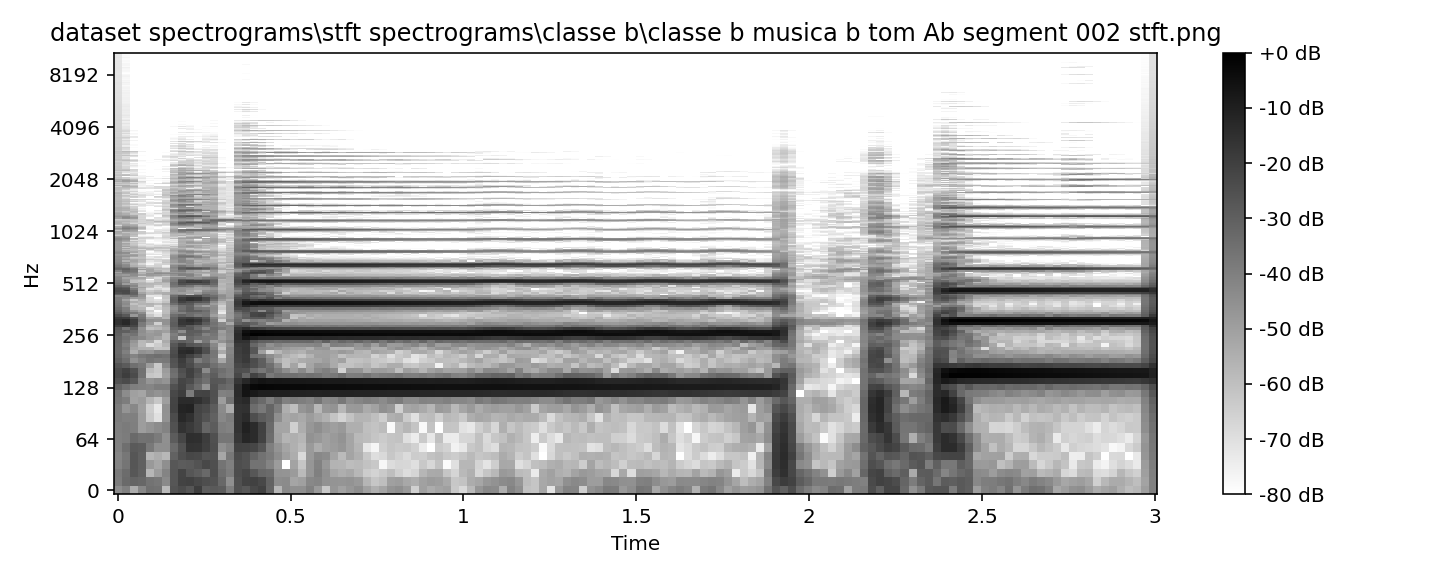 dataset spectrograms\stft spectrograms\classe b\classe b musica b tom Ab segment 002 stft.png
8192
4096
2048
1024
512
256
128
64
0
Hz
0
0.5
1
1.5
2
2.5
3
Time
+0 dB
-10 dB
-20 dB
-30 dB
-40 dB
-50 dB
-60 dB
-70 dB
-80 dB